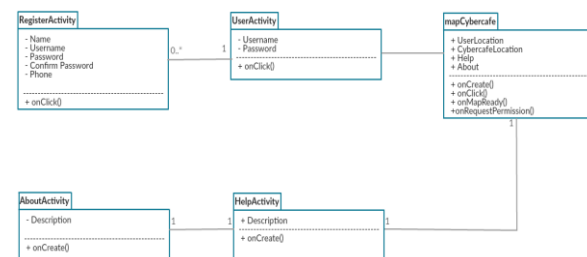 RegisterActivity
- Name
- Username
- Password
- Confirm Password
- Phone
+ onClick()
0..*
1
UserActivity
- Username
- Password
+ onClick()
mapCybercafe
+ UserLocation
+ CybercafeLocation
+ Help
+ About
+ onCreate()
+ onClick()
+ onMapReady()
+onRequestPermission()
1
AboutActivity
- Description
+ onCreate()
1
1
HelpActivity
+ Description
+ onCreate()
1